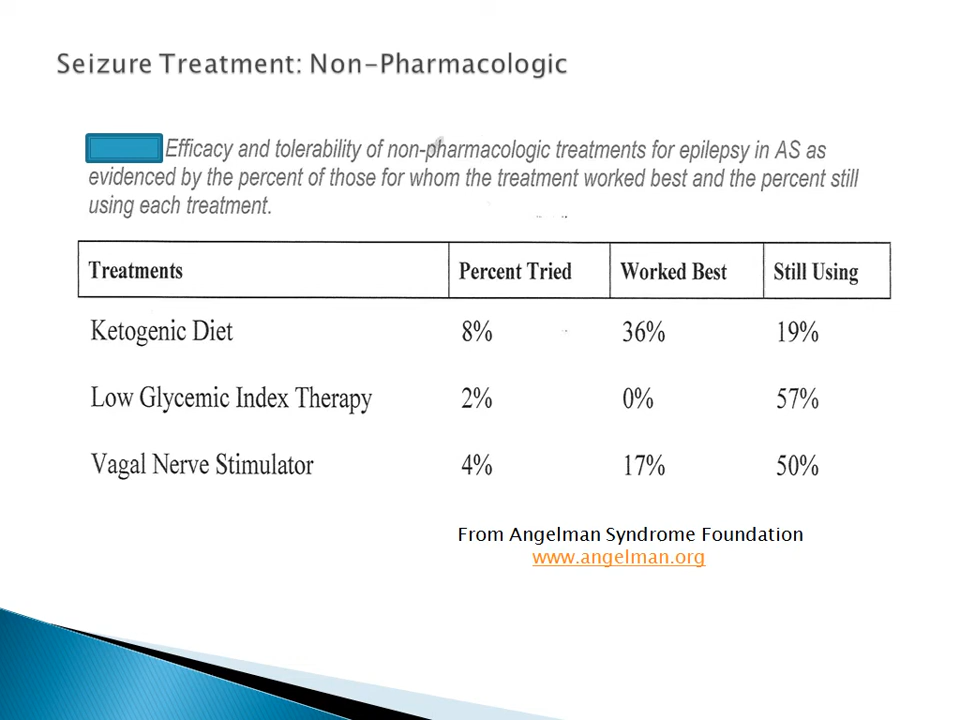 Seizure Treatment: Non-Pharmacologic
Efficacy and tolerability of non-pharmacologic treatments for epilepsy in AS as
evidenced by the percent of those for whom the treatment worked best and the percent still
using each treatment.
Treatments Percent Tried Worked Best Still Using
Ketogenic Diet 8% 36% 19%
Low Glycemic Index Therapy 2% 0% 57%
Vagal Nerve Stimulator 4% 17% 50%
From Angelman Syndrome Foundation
www.angelman.org